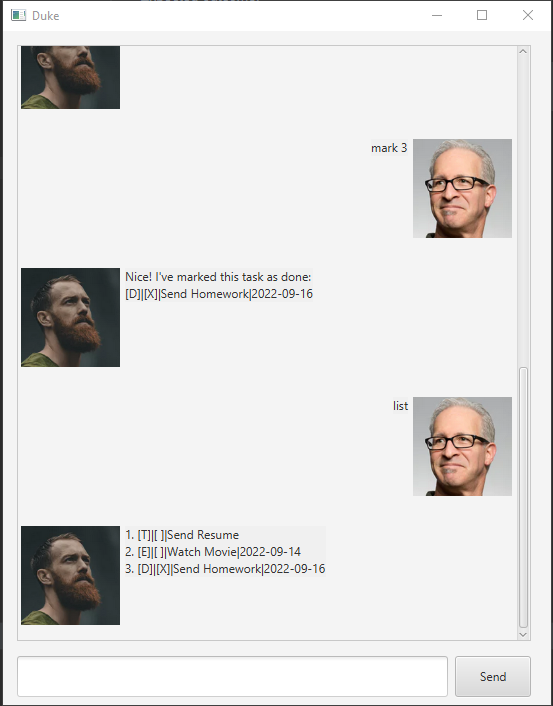 Duke
mark 3
Nice! I've marked this task as done:
[D]|[X]|Send Homework|2022-09-16
list
1. [T]|[ ]|Send Resume
2. [E]|[ ]|Watch Movie|2022-09-14
3. [D]|[X]|Send Homework|2022-09-16
Send